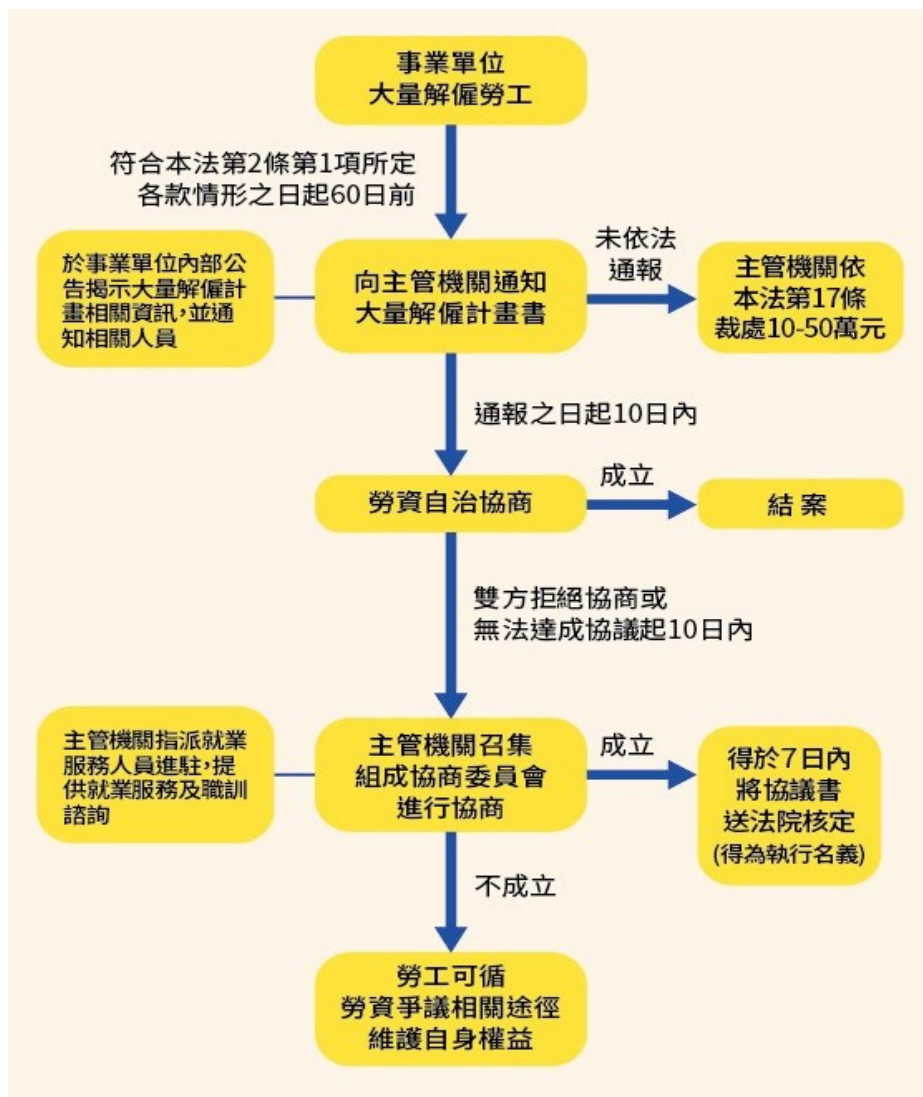 事業單位
大量解僱勞工
符合本法第2條第1項所定
各款情形之日起60日前
於事業單位內部公
告揭示大量解僱計
畫相關資訊,並通
知相關人員
向主管機關通知
大量解僱計畫書
未依法
通報
主管機關依
本法第17條
裁處10-50萬元
通報之日起10日內
勞資自治協商
成立
結案
雙方拒絕協商或
無法達成協議起10日內
主管機關指派就業
服務人員進駐,提
供就業服務及職訓
諮詢
主管機關召集
組成協商委員會
進行協商
成立
得於7日內
將協議書
送法院核定
(得為執行名義)
不成立
勞工可循
勞資爭議相關途徑
維護自身權益